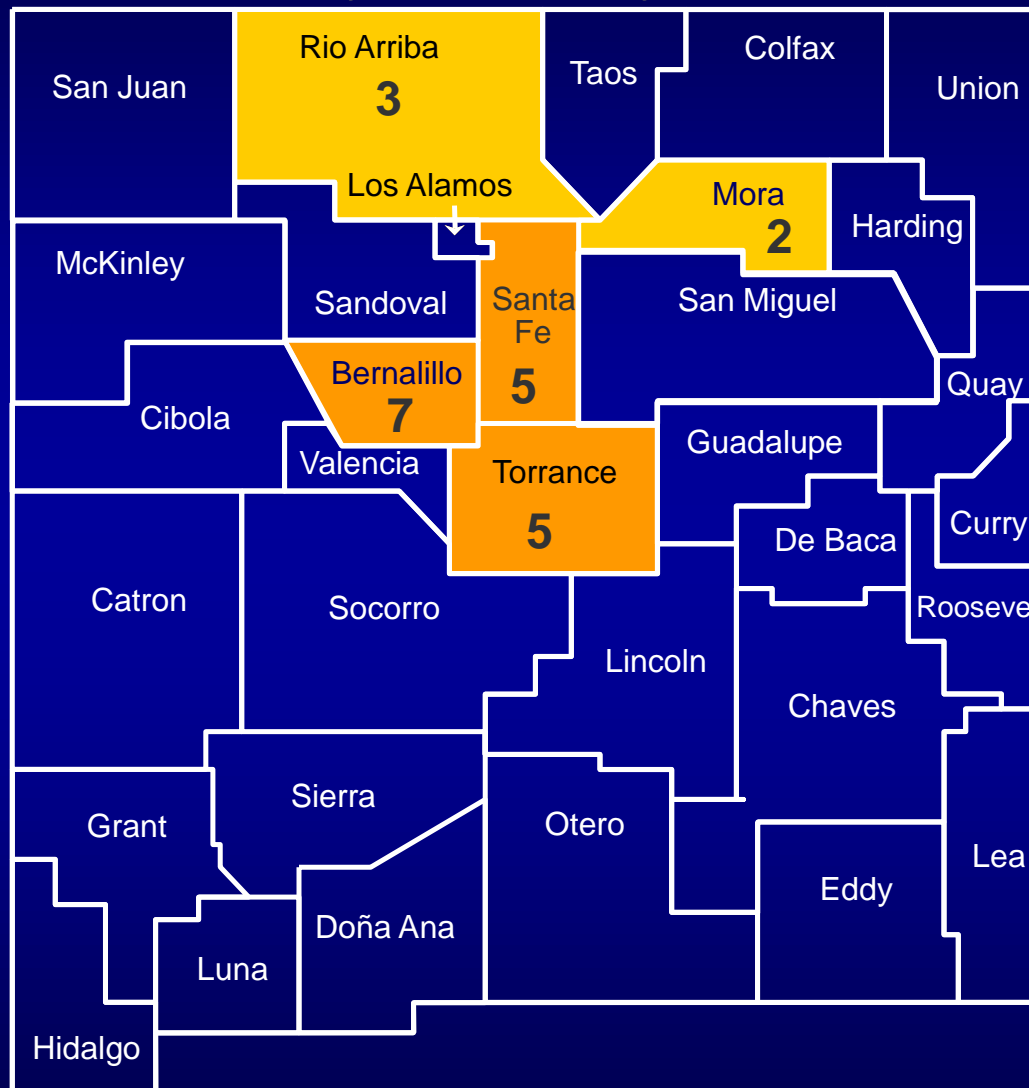 San Juan
Rio Arriba
3
Taos
Colfax
Union
Los Alamos
Mora
2
Harding
McKinley
Sandoval
Santa
Fe
5
San Miguel
Bernalillo
7
Quay
Cibola
Valencia
Torrance
5
Guadalupe
De Baca
Curry
Catron
Socorro
Lincoln
Rooseve
Chaves
Grant
Sierra
Otero
Lea
Eddy
Doña Ana
Luna
Hidalgo